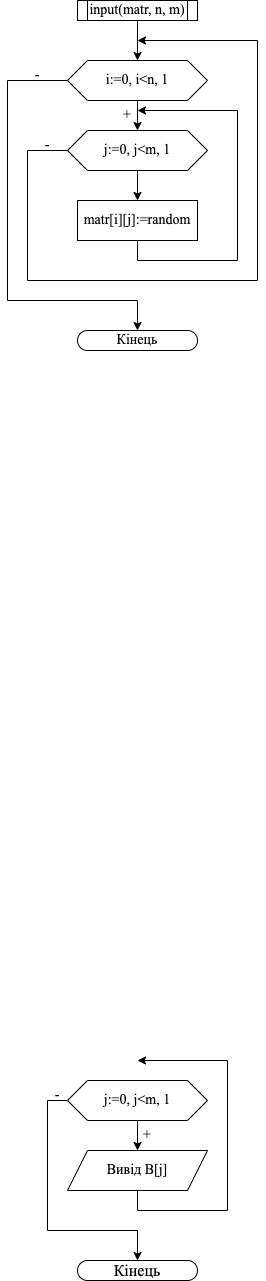 input(matr, n, m)
-
i:=0, i<n, 1
+
-
j:=0, j<m, 1
matr[i][j]:=random
Кінець
-
j:=0, j<m, 1
+
Вивід B[j]
Кінець